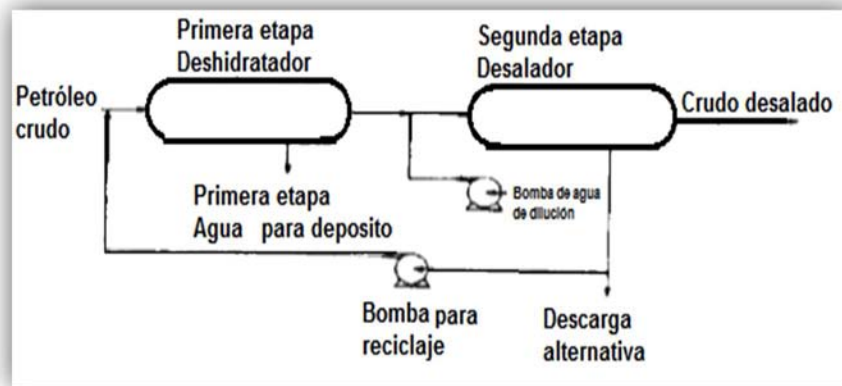 Primera etapa
Deshidratador
Segunda etapa
Desalador
Petróleo
crudo
Crudo desalado
Primera etapa
Agua para deposito
Bomba de agua
de dilución
Bomba para
reciclaje
Descarga
alternativa